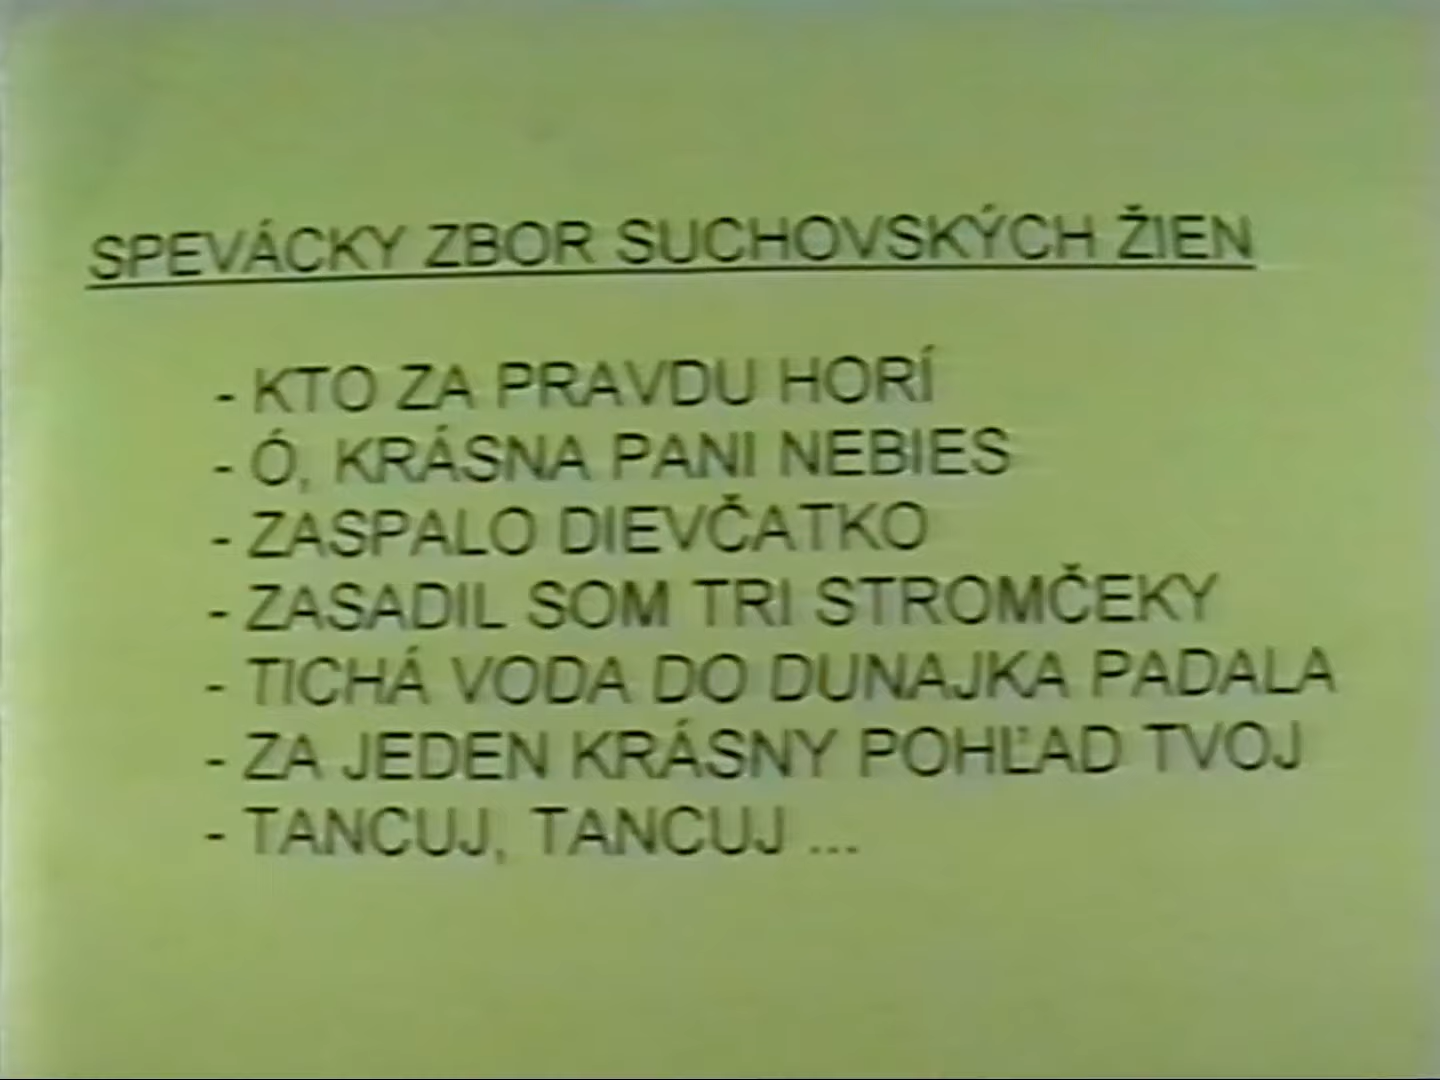 SPEVÁCKY ZBOR SUCHOVSKÝCH ŽIEN
- KTO ZA PRAVDU HORÍ
- Ó, KRÁSNA PANI NEBIES
- ZASPALO DIEVČATKO
- ZASADIL SOM TRI STROMČEKY
- TICHÁ VODA DO DUNAJKA PADALA
- ZA JEDEN KRÁSNY POHĽAD TVOJ
- TANCUJ, TANCUJ ...